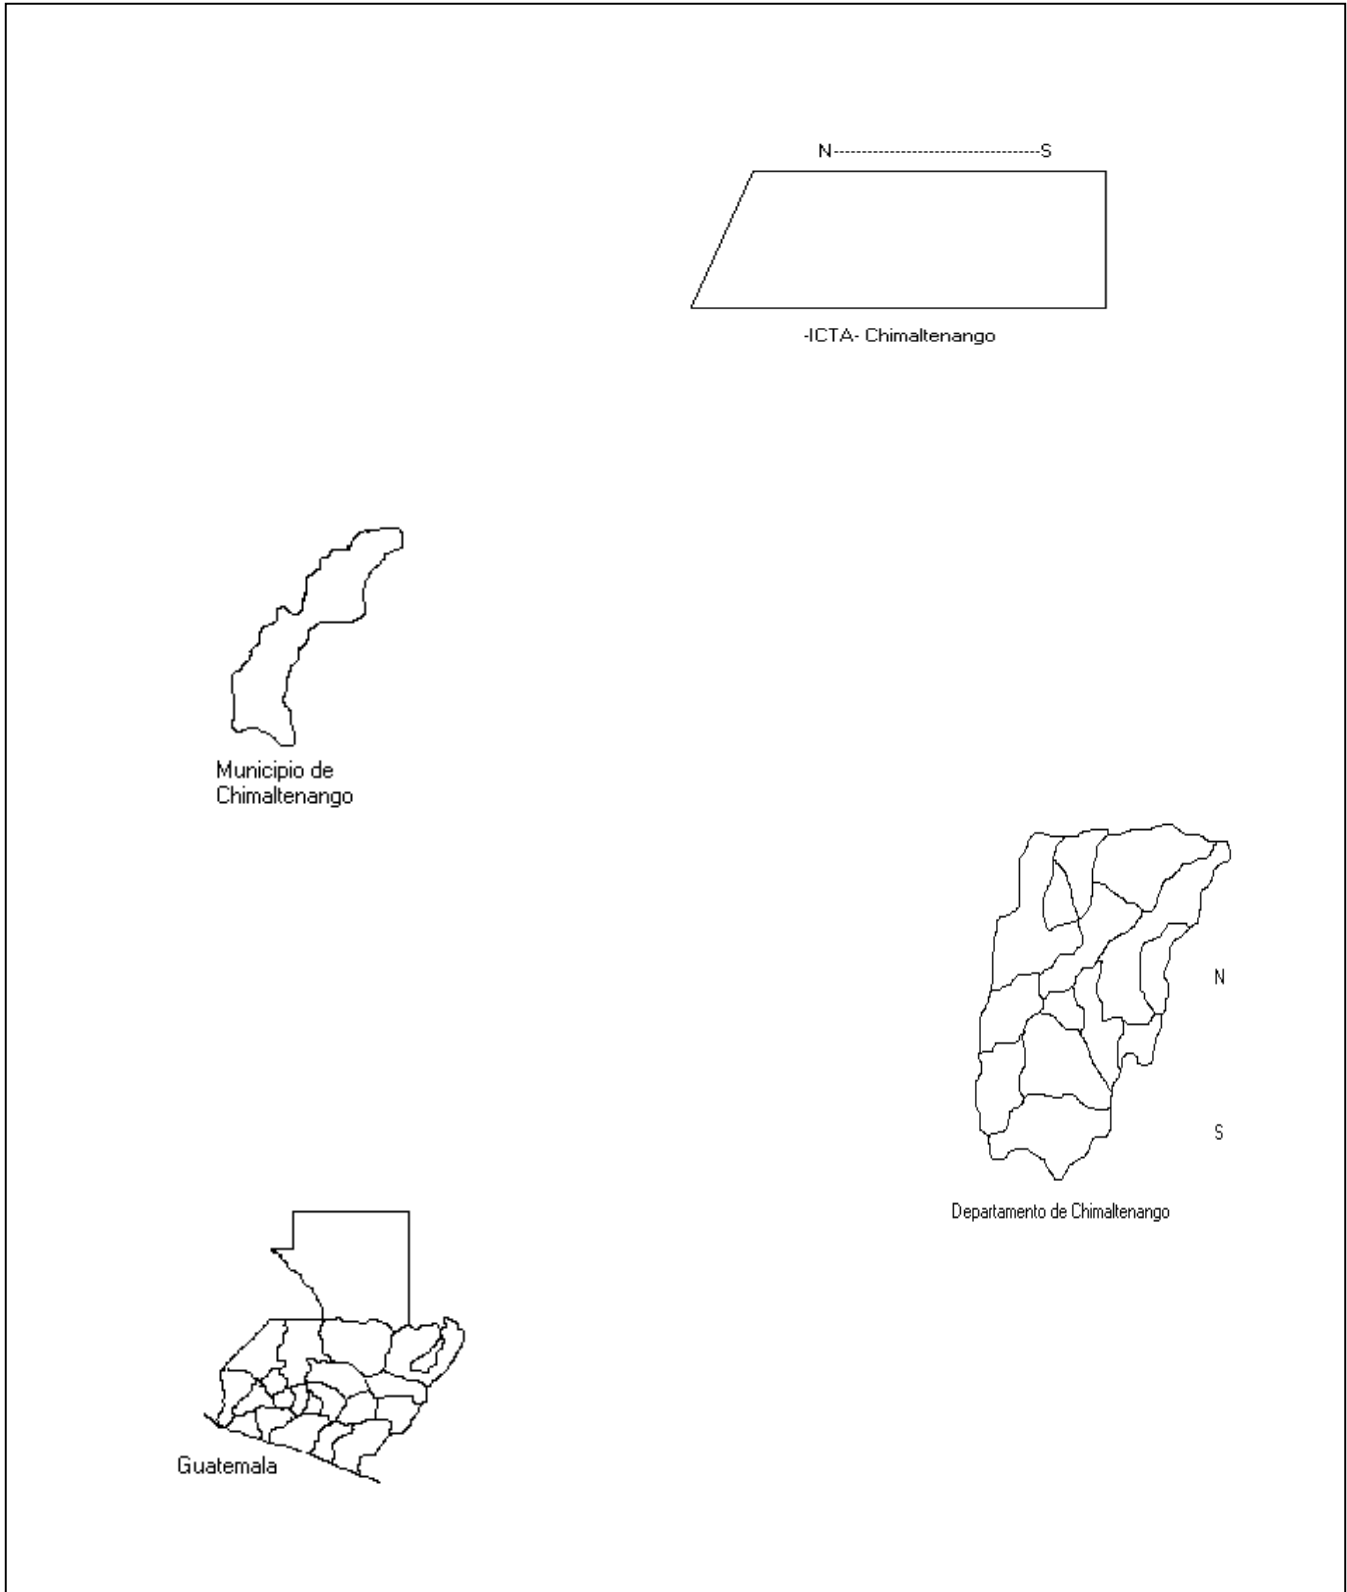 N-----------------------------------S
-ICTA- Chimaltenango
Municipio de
Chimaltenango
N
S
Departamento de Chimaltenango
Guatemala